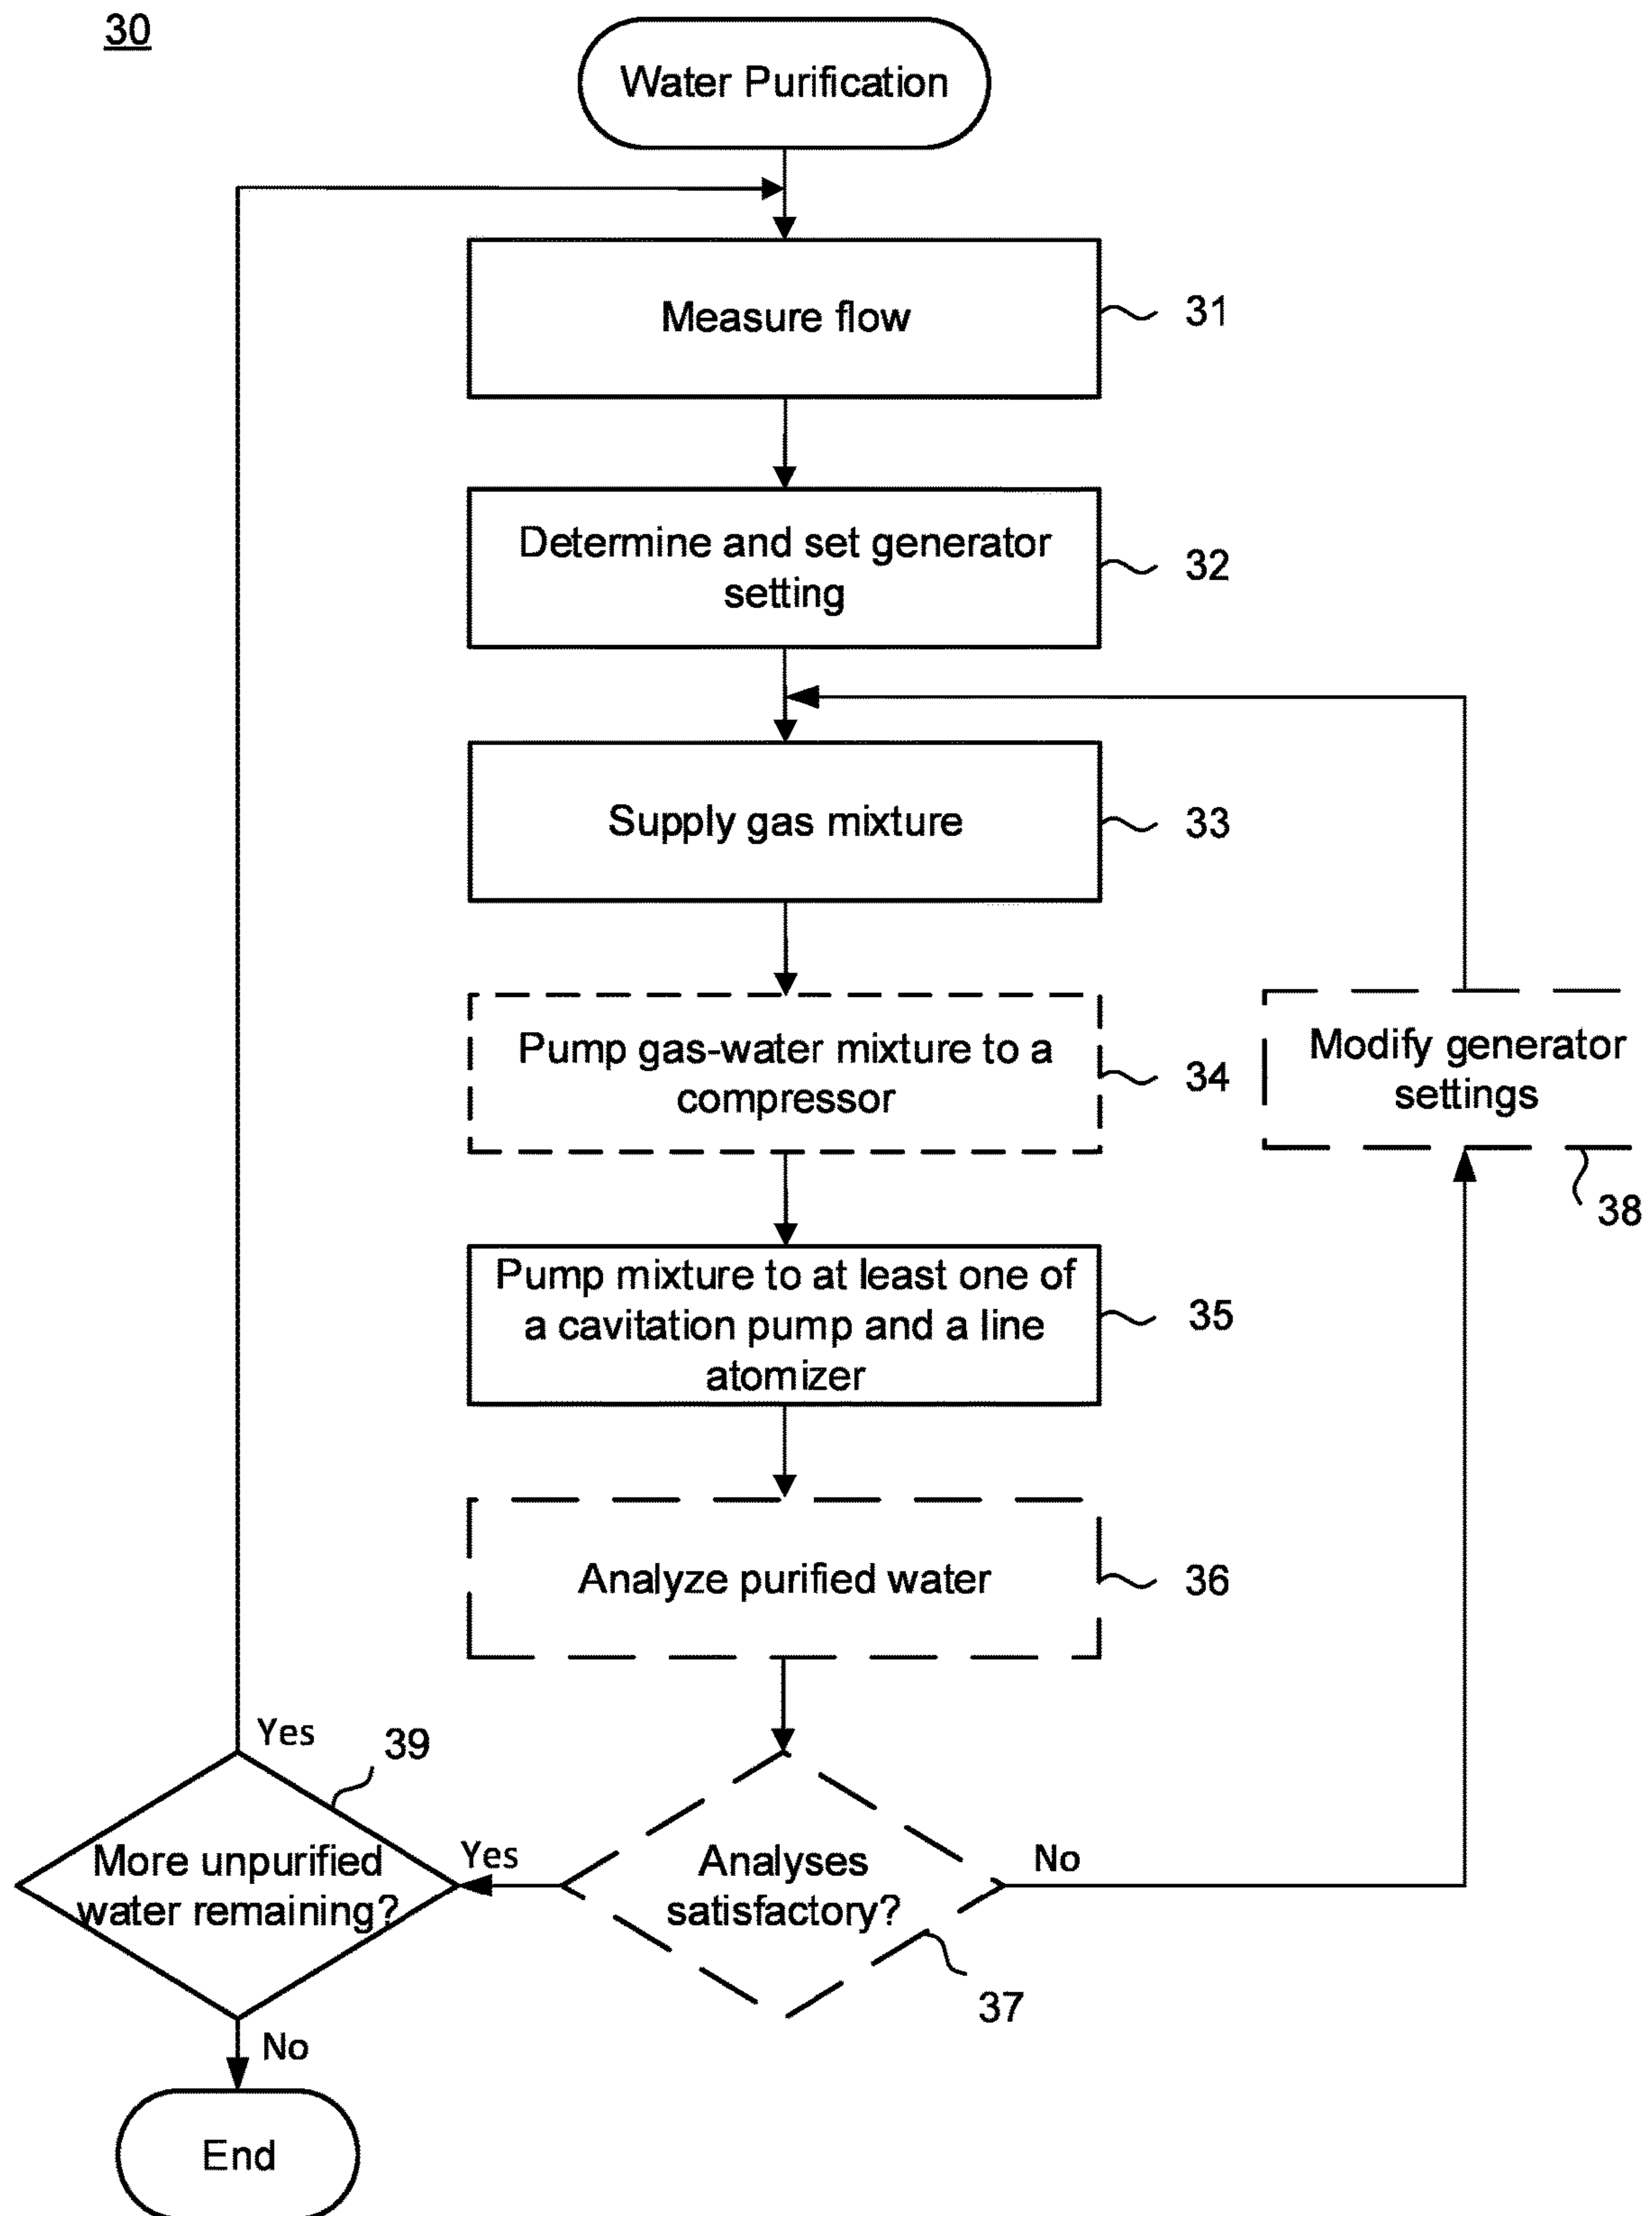 30
Water Purification
Measure flow
31
Determine and set generator
setting
32
Supply gas mixture
33
Pump gas-water mixture to a
compressor
34
Modify generator
settings
38
Pump mixture to at least one of
a cavitation pump and a line
atomizer
35
Analyze purified water
36
Yes
39
More unpurified
water remaining?
Yes
Analyses
satisfactory?
No
37
No
End